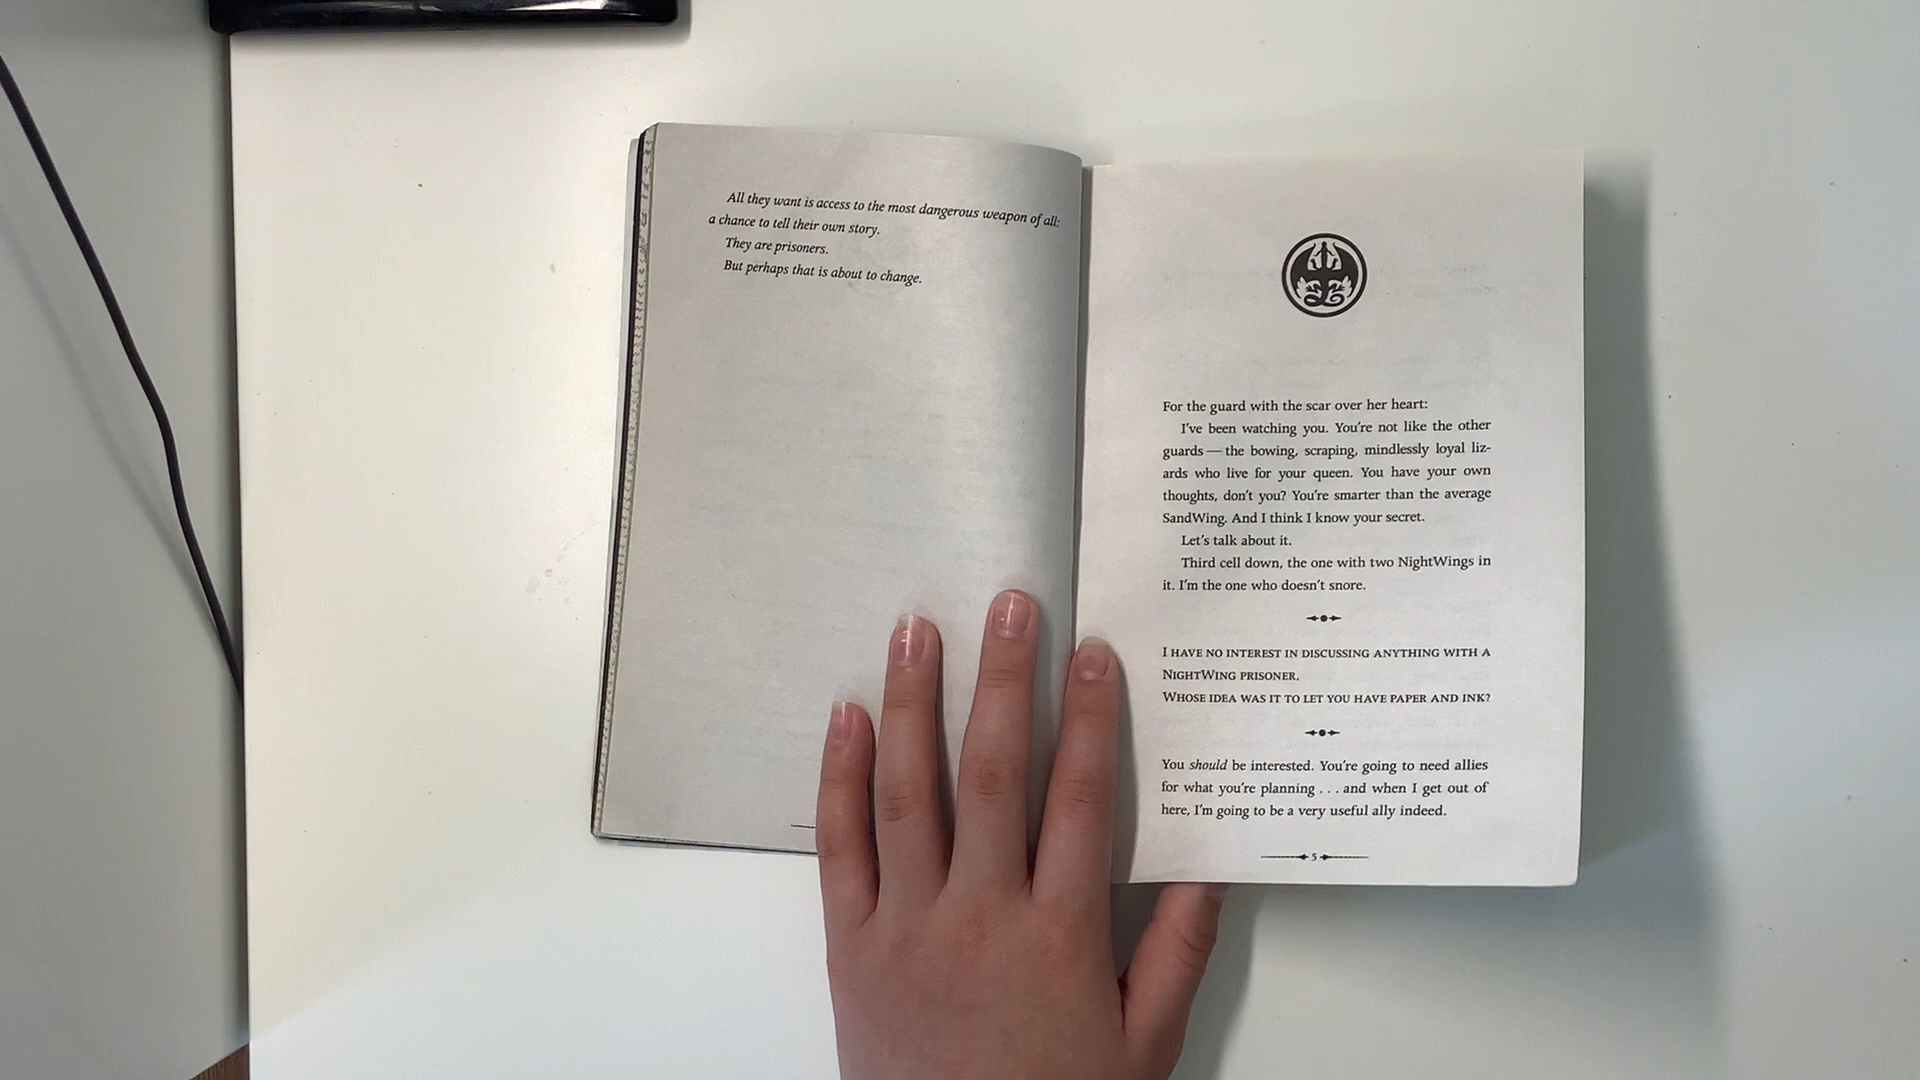 All they want is access to the most dangerous weapon of all:
a chance to tell their own story.
They are prisoners.
But perhaps that is about to change.
For the guard with the scar over her heart:
I've been watching you. You're not like the other
guards — the bowing, scraping, mindlessly loyal liz-
ards who live for your queen. You have your own
thoughts, don't you? You're smarter than the average
SandWing. And I think I know your secret.
Let's talk about it.
Third cell down, the one with two NightWings in
it. I'm the one who doesn't snore.
I HAVE NO INTEREST IN DISCUSSING ANYTHING WITH A
NIGHTWING PRISONER.
WHOSE IDEA WAS IT TO LET YOU HAVE PAPER AND INK?
You should be interested. You're going to need allies
for what you're planning . . . and when I get out of
here, I'm going to be a very useful ally indeed.
5